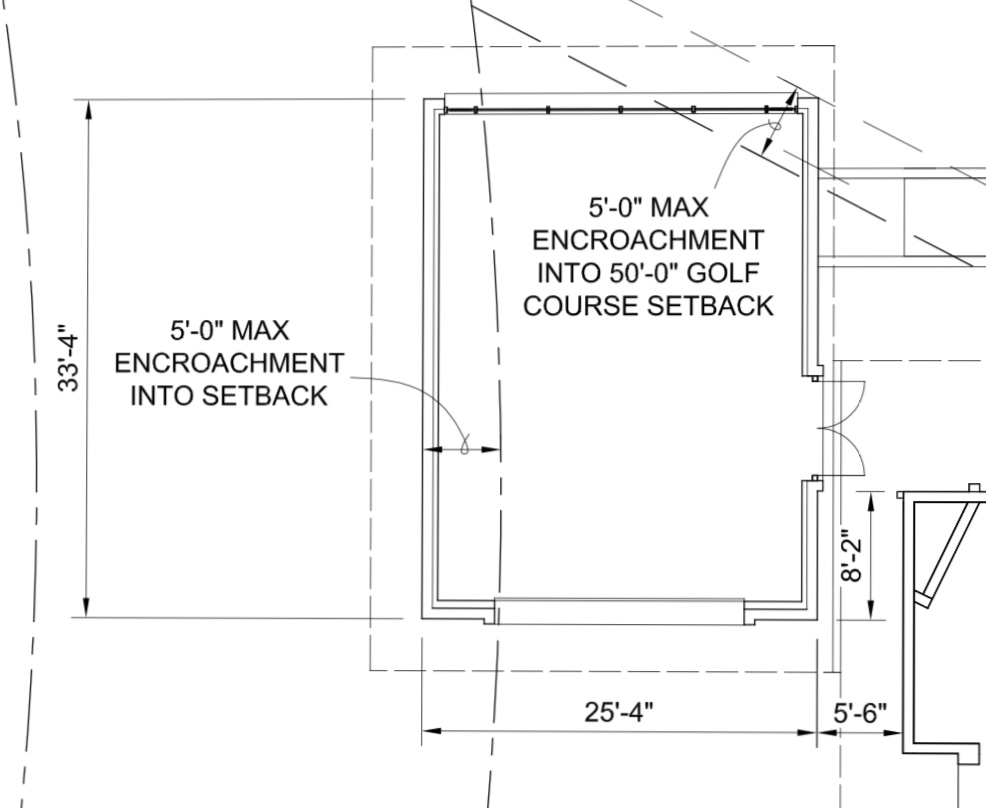 5'-0" MAX
ENCROACHMENT
INTO 50'-0" GOLF
COURSE SETBACK
5'-0" MAX
ENCROACHMENT
INTO SETBACK
33'-4"
8'-2"
25'-4"
5'-6"